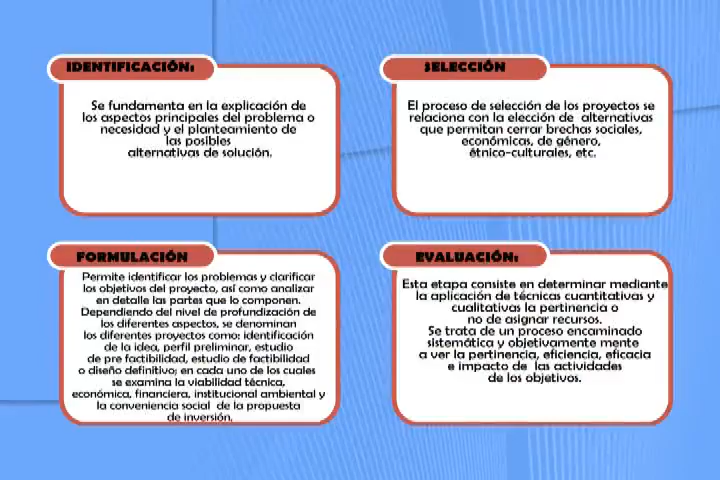 IDENTIFICACIÓN:
Se fundamenta en la explicación de
los aspectos principales del problema o
necesidad y el planteamiento de
las posibles
alternativas de solución.
SELECCIÓN
El proceso de selección de los proyectos se
relaciona con la elección de alternativas
que permitan cerrar brechas sociales,
económicas, de género,
étnico-culturales, etc.
FORMULACIÓN
Permite identificar los problemas y clarificar
los objetivos del proyecto, así como analizar
en detalle las partes que lo componen.
Dependiendo del nivel de profundización de
los diferentes aspectos, se denominan
los diferentes proyectos como: identificación
de la idea, perfil preliminar, estudio
de pre factibilidad, estudio de factibilidad
o diseño definitivo; en cada uno de los cuales
se examina la viabilidad técnica,
económica, financiera, institucional ambiental y
la conveniencia social de la propuesta
de inversión.
EVALUACIÓN:
Esta etapa consiste en determinar mediante
la aplicación de técnicas cuantitativas y
cualitativas la pertinencia o
no de asignar recursos.
Se trata de un proceso encaminado
sistemática y objetivamente mente
a ver la pertinencia, eficiencia, eficacia
e impacto de las actividades
de los objetivos.